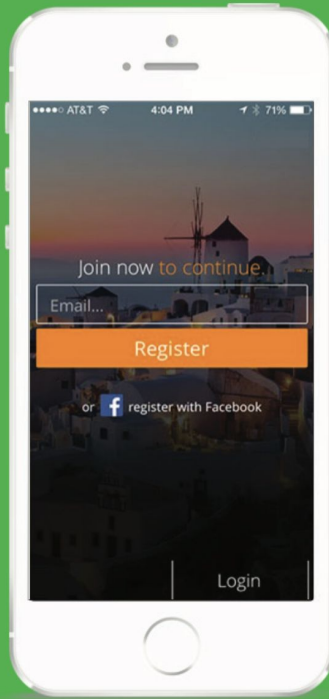 AT&T 4:04 PM 71%
Join now to continue.
Email...
Register
or f register with Facebook
Login